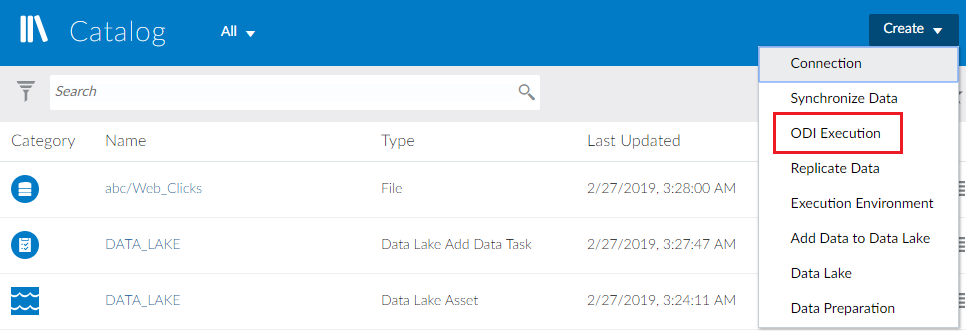 Catalog
All
Create
Search
Connection
Synchronize Data
ODI Execution
Replicate Data
Execution Environment
Add Data to Data Lake
Data Lake
Data Preparation
Category Name Type Last Updated
abc/Web_Clicks File 2/27/2019, 3:28:00 AM
DATA_LAKE Data Lake Add Data Task 2/27/2019, 3:27:47 AM
DATA_LAKE Data Lake Asset 2/27/2019, 3:24:11 AM